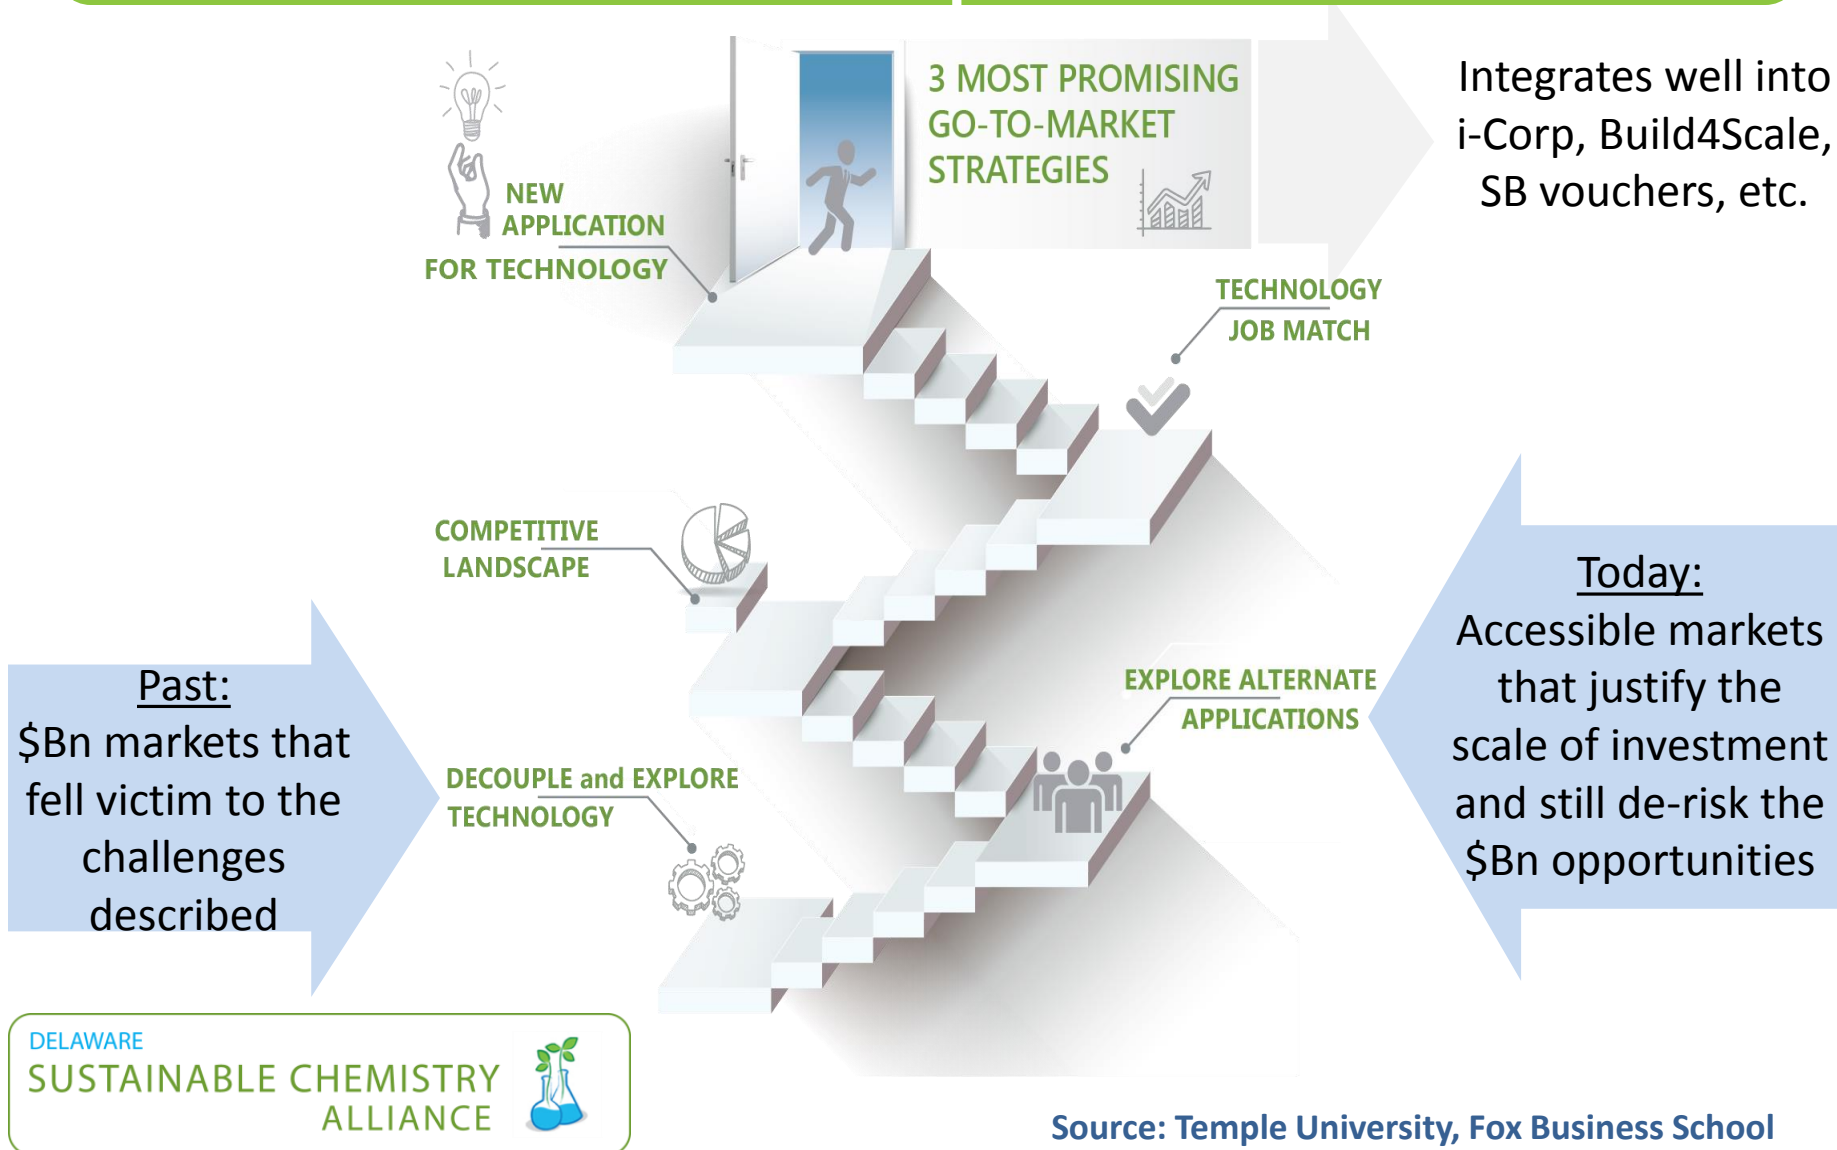 3 MOST PROMISING
GO-TO-MARKET
STRATEGIES
Integrates well into
i-Corp, Build4Scale,
SB vouchers, etc.
NEW
APPLICATION
FOR TECHNOLOGY
TECHNOLOGY
JOB MATCH
COMPETITIVE
LANDSCAPE
EXPLORE ALTERNATE
APPLICATIONS
DECOUPLE and EXPLORE
TECHNOLOGY
Past:
$Bn markets that
fell victim to the
challenges
described
Today:
Accessible markets
that justify the
scale of investment
and still de-risk the
$Bn opportunities
DELAWARE
SUSTAINABLE CHEMISTRY
ALLIANCE
Source: Temple University, Fox Business School